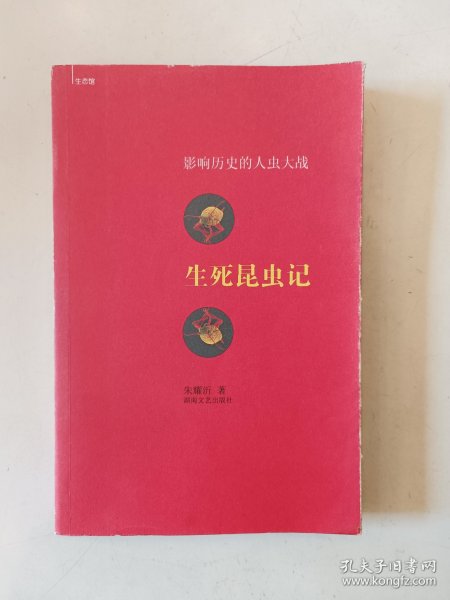 生态馆
影响历史的人虫大战
生死昆虫记
朱耀沂 著
湖南文艺出版社
孔夫子旧书网
www.kongfz.com